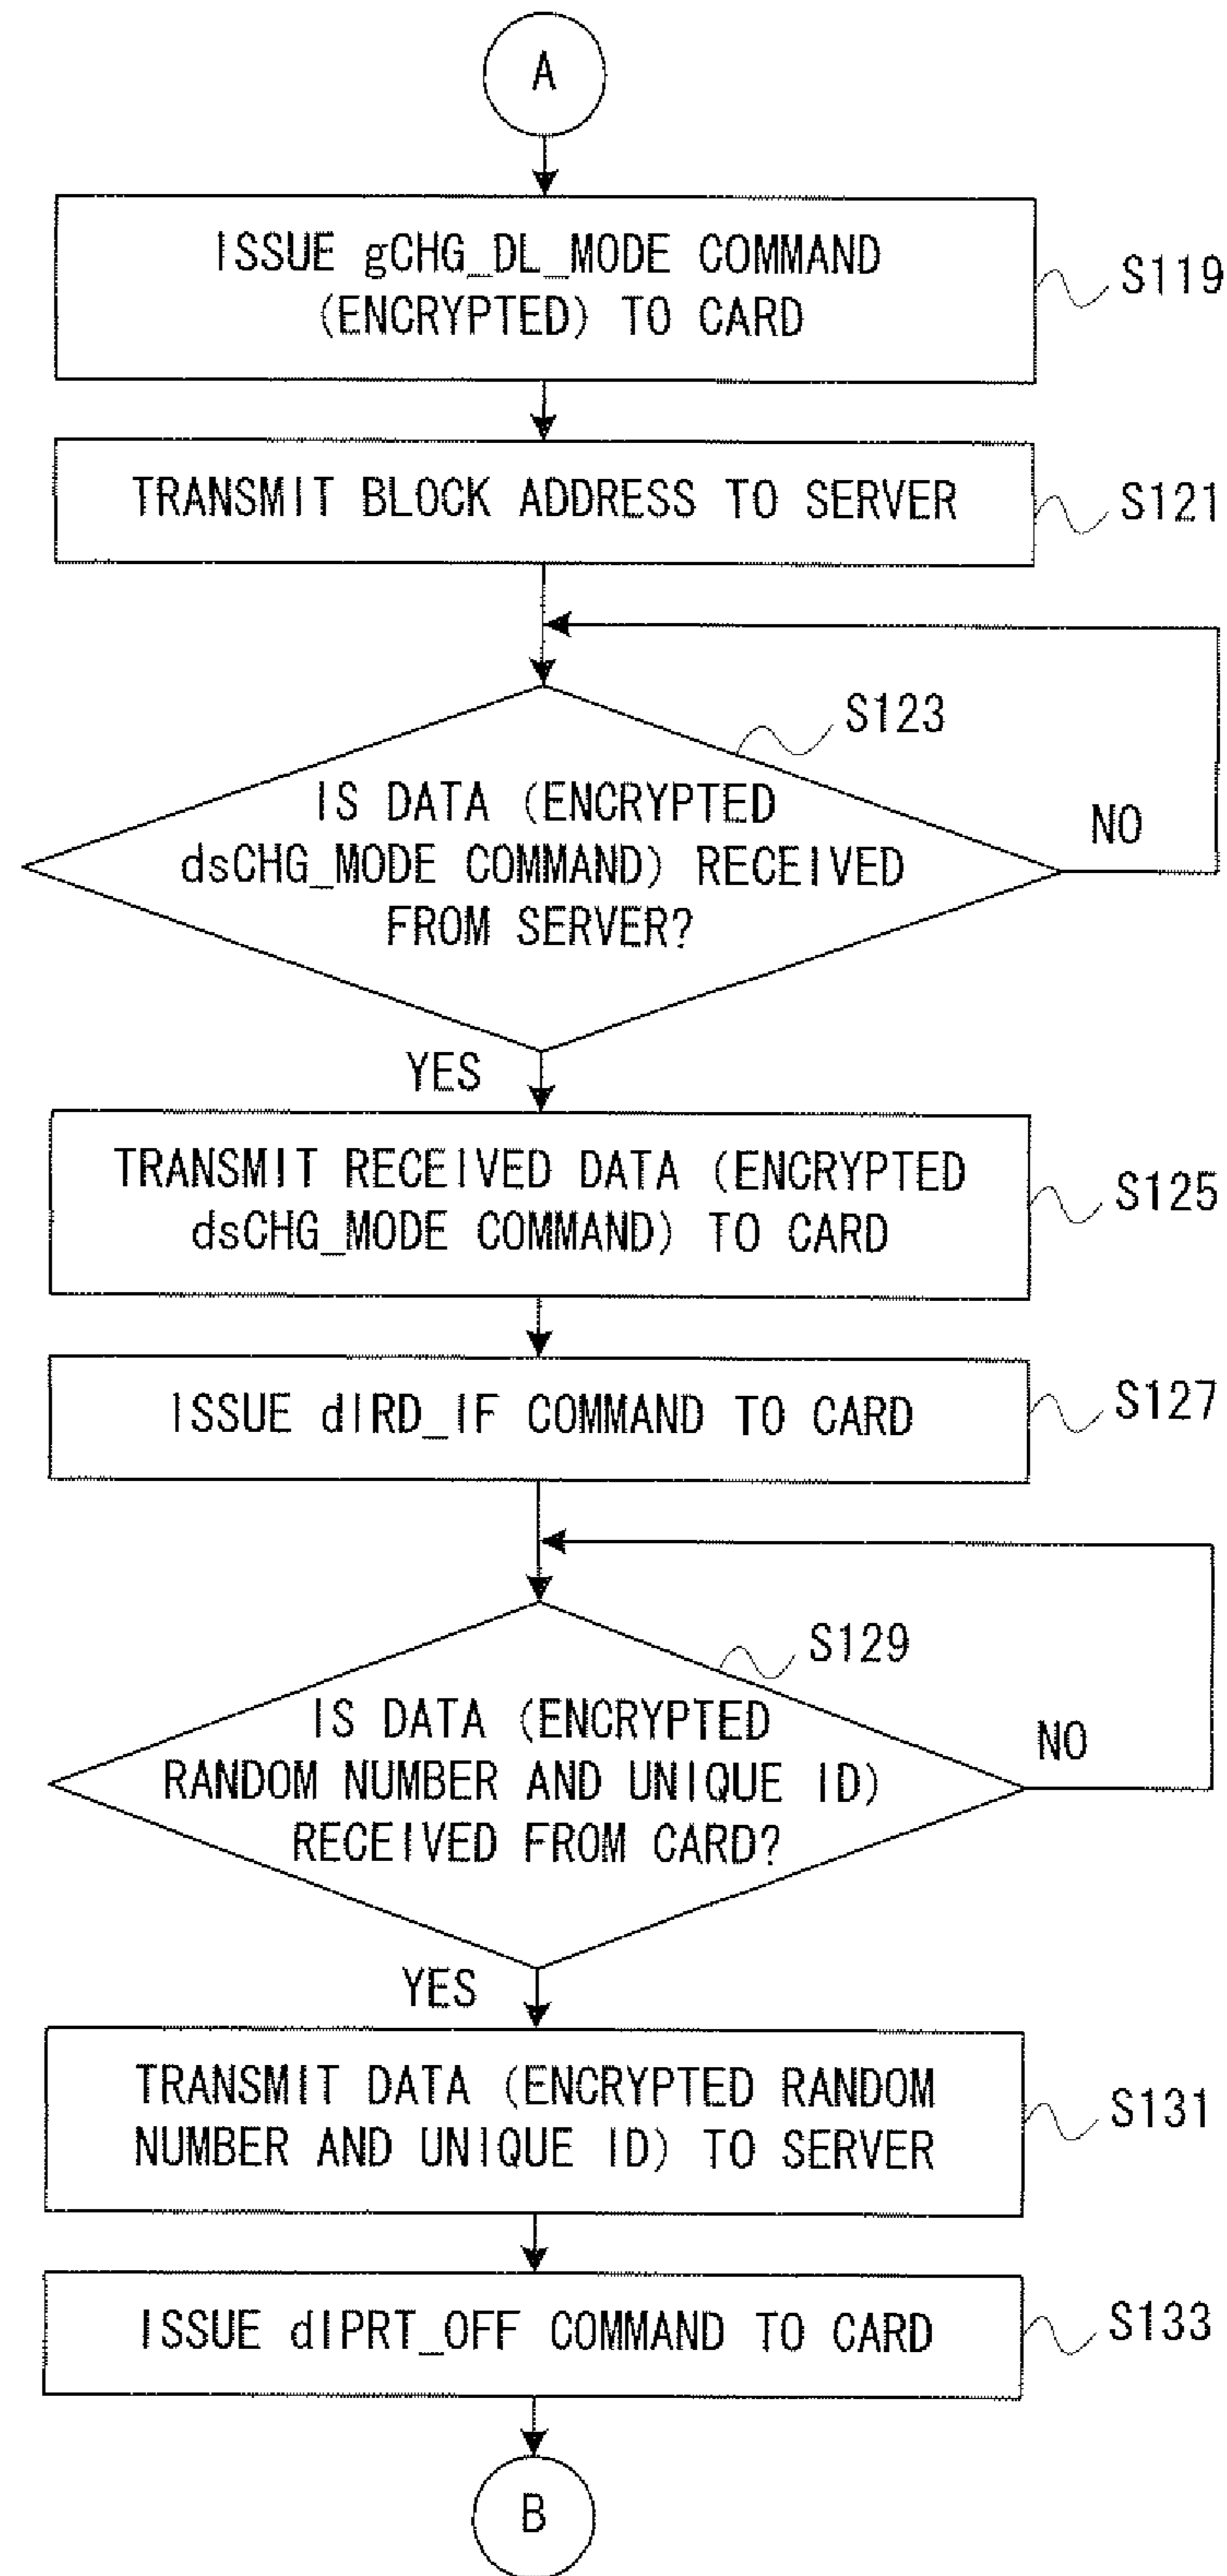 A
ISSUE gCHG_DL_MODE COMMAND
(ENCRYPTED) TO CARD
S119
TRANSMIT BLOCK ADDRESS TO SERVER
S121
S123
IS DATA (ENCRYPTED
dsCHG_MODE COMMAND) RECEIVED
FROM SERVER?
NO
YES
TRANSMIT RECEIVED DATA (ENCRYPTED
dsCHG_MODE COMMAND) TO CARD
S125
ISSUE dIRD_IF COMMAND TO CARD
S127
S129
IS DATA (ENCRYPTED
RANDOM NUMBER AND UNIQUE ID)
RECEIVED FROM CARD?
NO
YES
TRANSMIT DATA (ENCRYPTED RANDOM
NUMBER AND UNIQUE ID) TO SERVER
S131
ISSUE dIPRT_OFF COMMAND TO CARD
S133
B